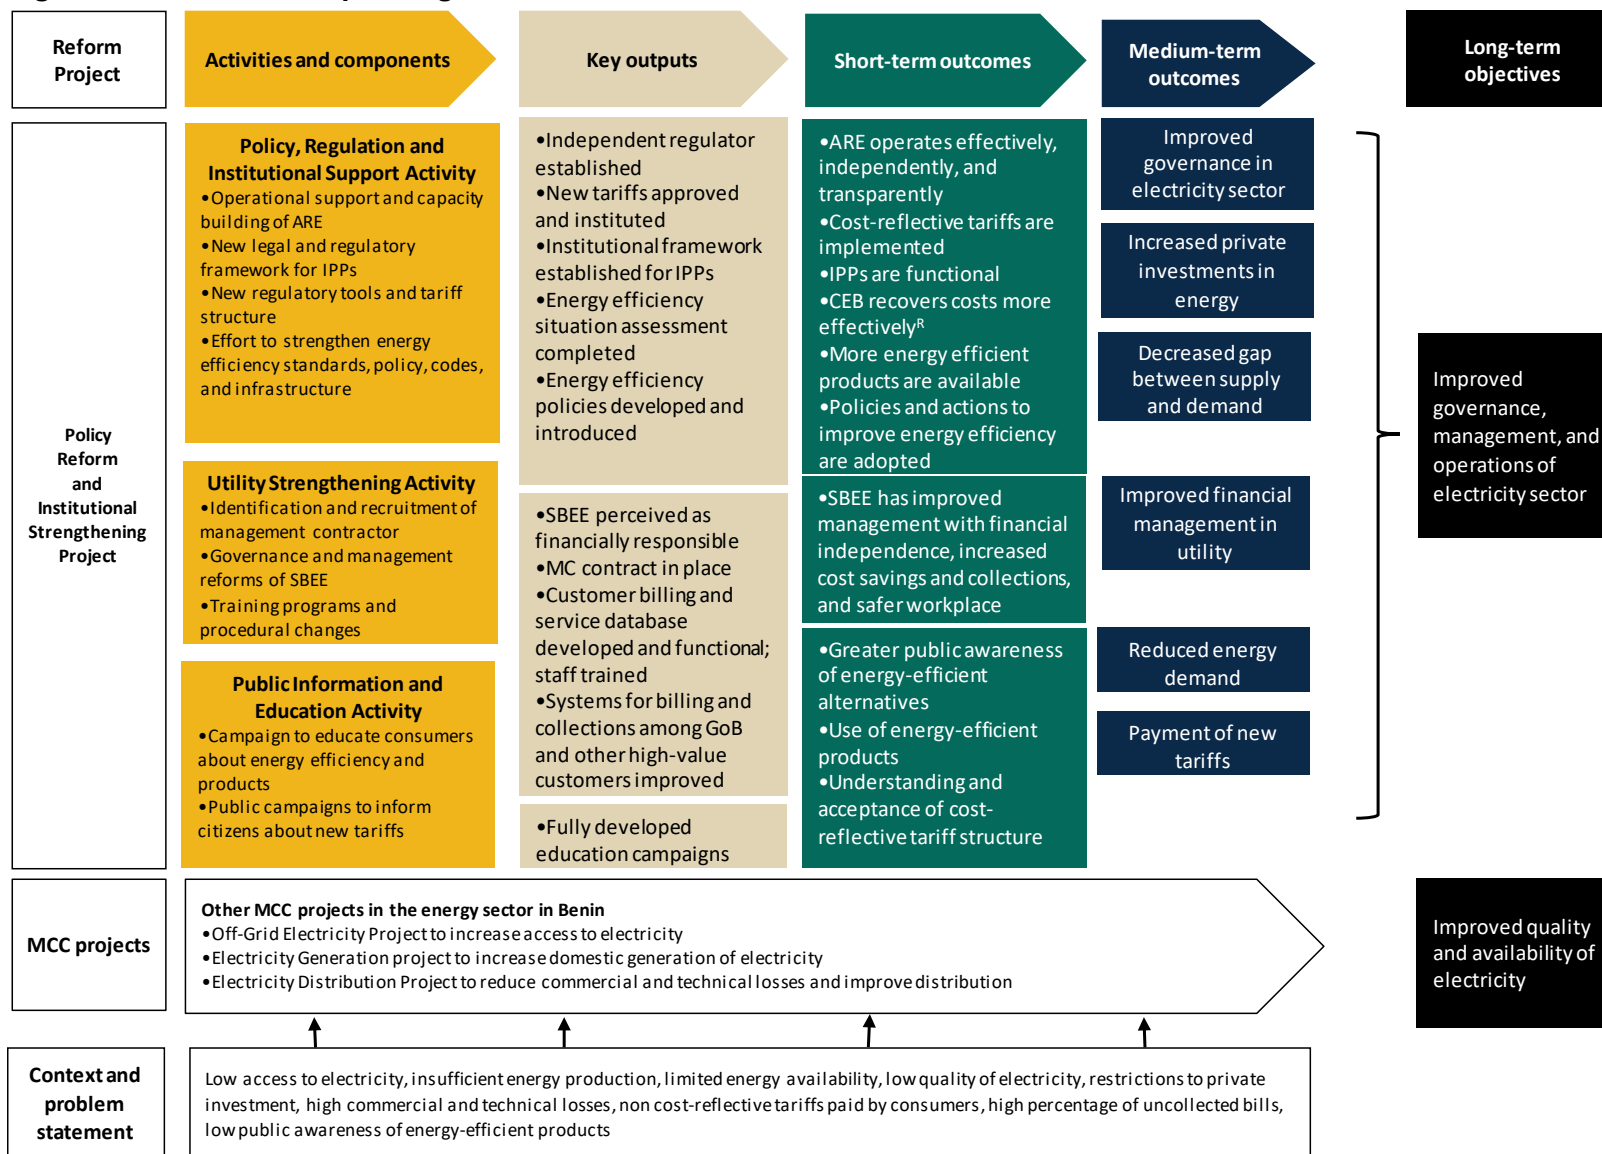 Reform
Project
Activities and components
Key outputs
Short-term outcomes
Medium-term
outcomes
Long-term
objectives
Policy
Reform
and
Institutional
Strengthening
Project
Policy, Regulation and
Institutional Support Activity
•Operational support and capacity
building of ARE
•New legal and regulatory
framework for IPPs
•New regulatory tools and tariff
structure
•Effort to strengthen energy
efficiency standards, policy, codes,
and infrastructure
Utility Strengthening Activity
•Identification and recruitment of
management contractor
•Governance and management
reforms of SBEE
•Training programs and
procedural changes
Public Information and
Education Activity
•Campaign to educate consumers
about energy efficiency and
products
•Public campaigns to inform
citizens about new tariffs
•Independent regulator
established
•New tariffs approved
and instituted
•Institutional framework
established for IPPs
•Energy efficiency
situation assessment
completed
•Energy efficiency
policies developed and
introduced
•SBEE perceived as
financially responsible
•MC contract in place
•Customer billing and
service database
developed and functional;
staff trained
•Systems for billing and
collections among GoB
and other high-value
customers improved
•Fully developed
education campaigns
•ARE operates effectively,
independently, and
transparently
•Cost-reflective tariffs are
implemented
•IPPs are functional
•CEB recovers costs more
effectivelyᴿ
•More energy efficient
products are available
•Policies and actions to
improve energy efficiency
are adopted
•SBEE has improved
management with financial
independence, increased
cost savings and collections,
and safer workplace
•Greater public awareness
of energy-efficient
alternatives
•Use of energy-efficient
products
•Understanding and
acceptance of cost-
reflective tariff structure
Improved
governance in
electricity sector
Increased private
investments in
energy
Decreased gap
between supply
and demand
Improved financial
management in
utility
Reduced energy
demand
Payment of new
tariffs
Improved
governance,
management, and
operations of
electricity sector
MCC projects
Other MCC projects in the energy sector in Benin
•Off-Grid Electricity Project to increase access to electricity
•Electricity Generation project to increase domestic generation of electricity
•Electricity Distribution Project to reduce commercial and technical losses and improve distribution
Improved quality
and availability of
electricity
Context and
problem
statement
Low access to electricity, insufficient energy production, limited energy availability, low quality of electricity, restrictions to private
investment, high commercial and technical losses, non cost-reflective tariffs paid by consumers, high percentage of uncollected bills,
low public awareness of energy-efficient products